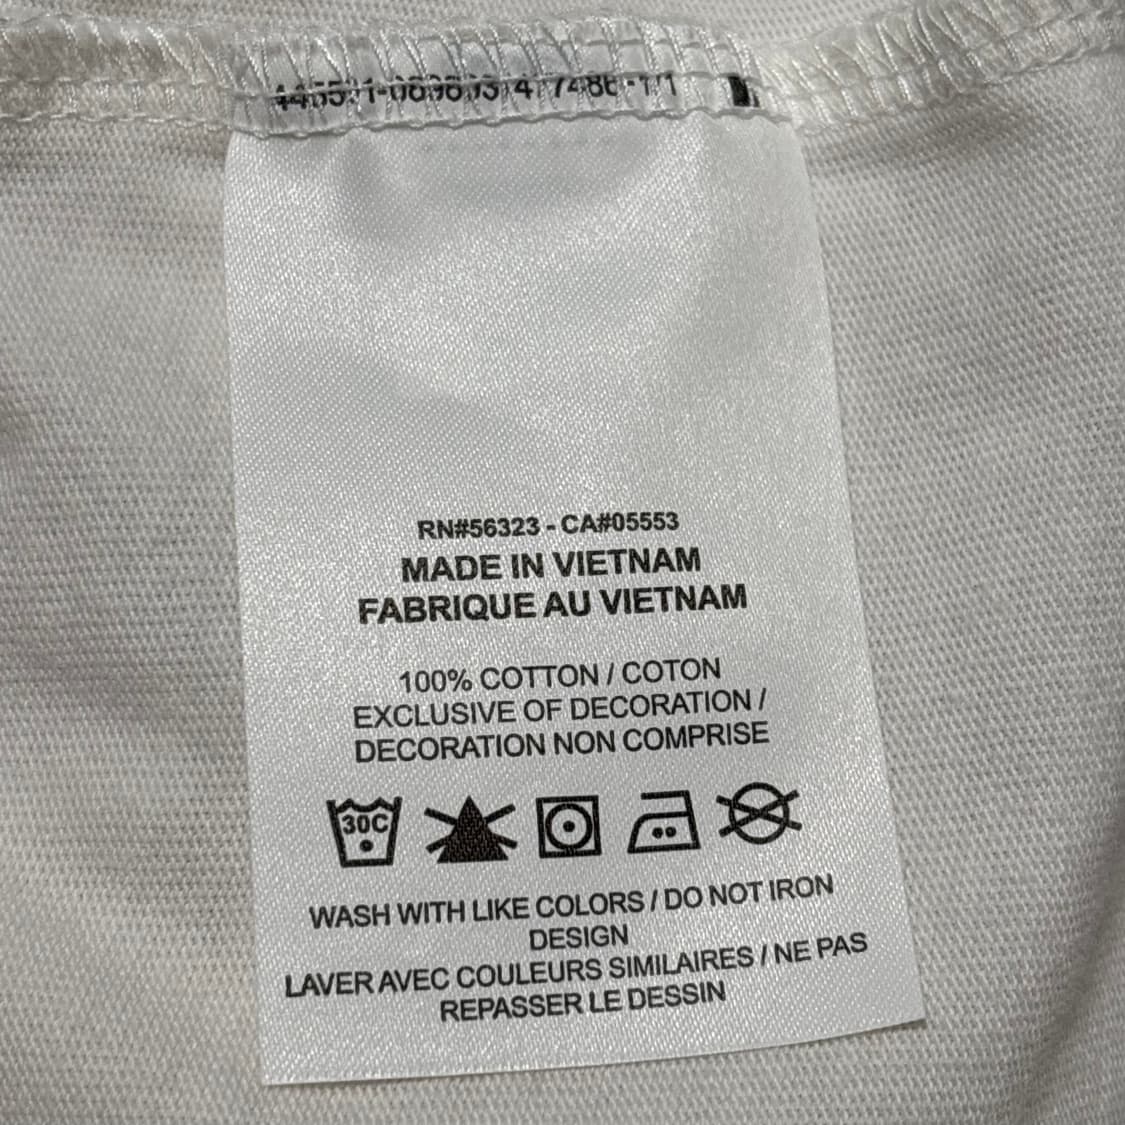 RN#56323 - CA#05553
MADE IN VIETNAM
FABRIQUE AU VIETNAM
100% COTTON / COTON
EXCLUSIVE OF DECORATION /
DECORATION NON COMPRISE
30C
WASH WITH LIKE COLORS / DO NOT IRON
DESIGN
LAVER AVEC COULEURS SIMILAIRES / NE PAS
REPASSER LE DESSIN